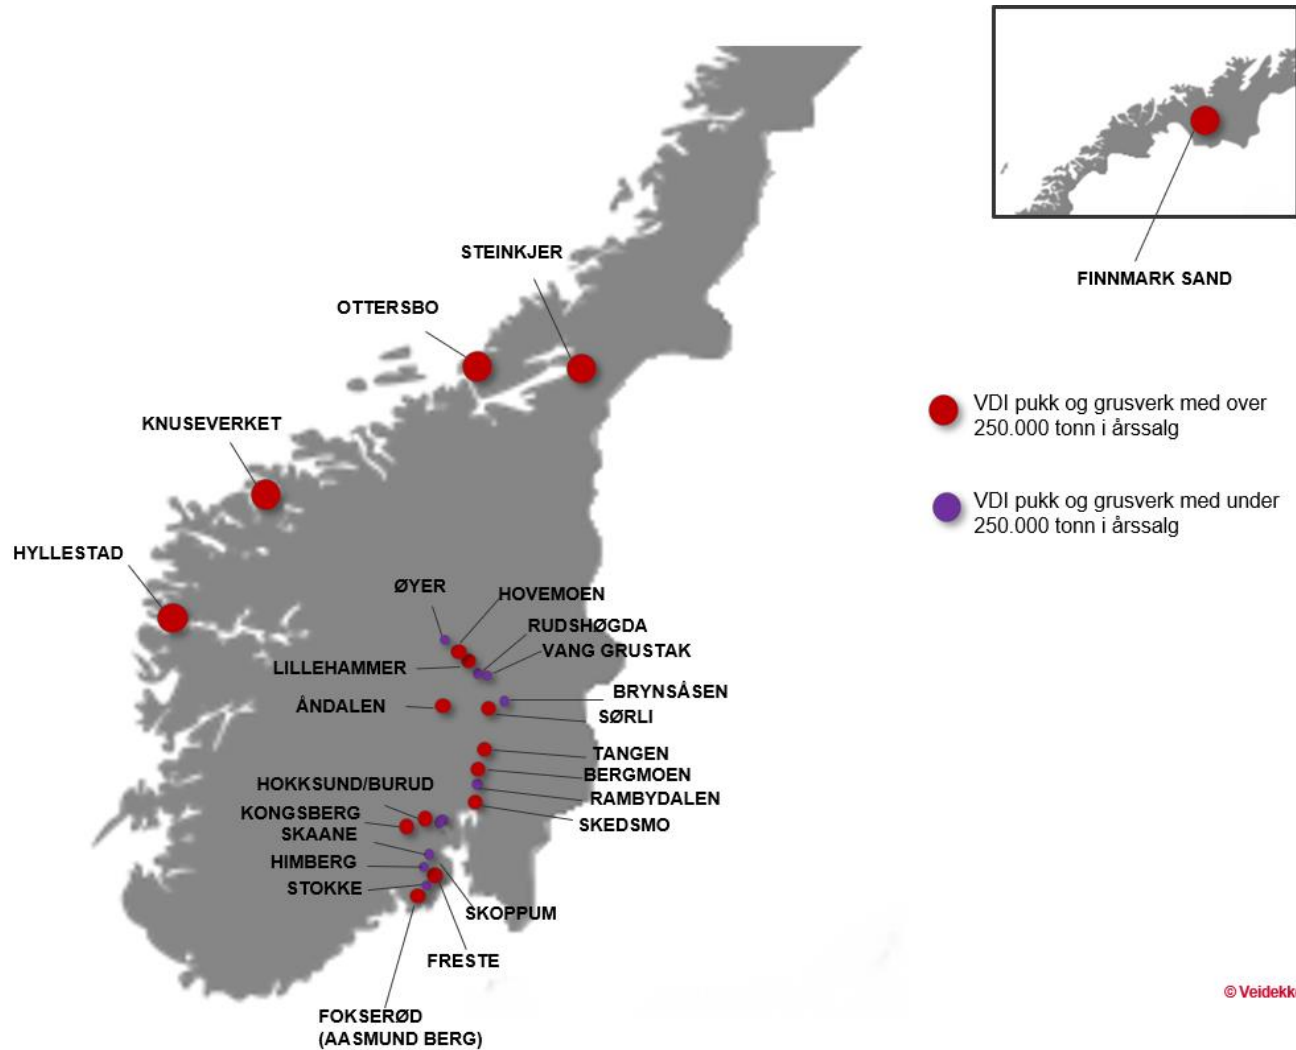 STEINKJER
FINNMARK SAND
OTTERSBO
VDI pukk og grusverk med over
250.000 tonn i årssalg
KNUSEVERKET
VDI pukk og grusverk med under
250.000 tonn i årssalg
HYLLESTAD
ØYER
HOVEMOEN
RUDSHØGDA
VANG GRUSTAK
LILLEHAMMER
BRYNSÅSEN
ÅNDALEN
SØRLI
TANGEN
BERGMOEN
HOKKSUND/BURUD
RAMBYDALEN
KONGSBERG
SKEDSMO
SKAANE
HIMBERG
STOKKE
SKOPPUM
FRESTE
© Veidekk
FOKSERØD
(AASMUND BERG)